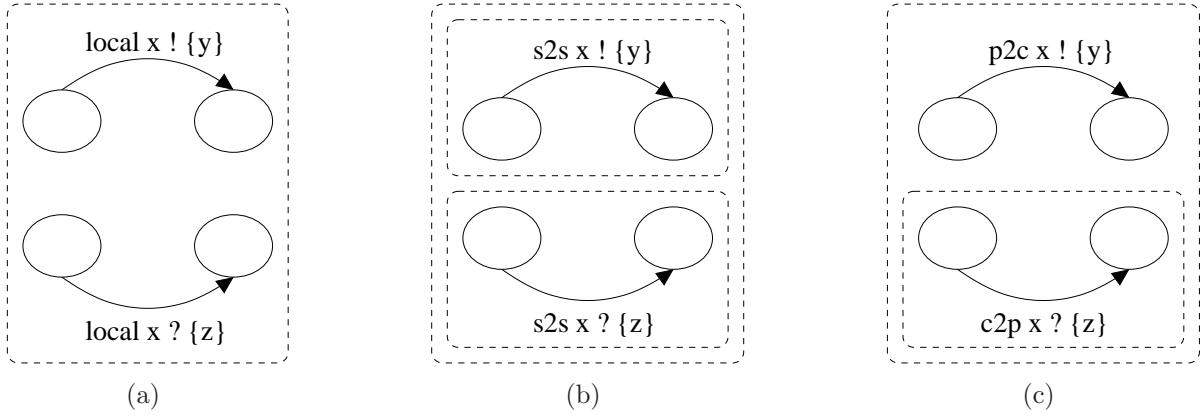 local x ! {y}
local x ? {z}
(a)
s2s x ! {y}
s2s x ? {z}
(b)
p2c x ! {y}
c2p x ? {z}
(c)